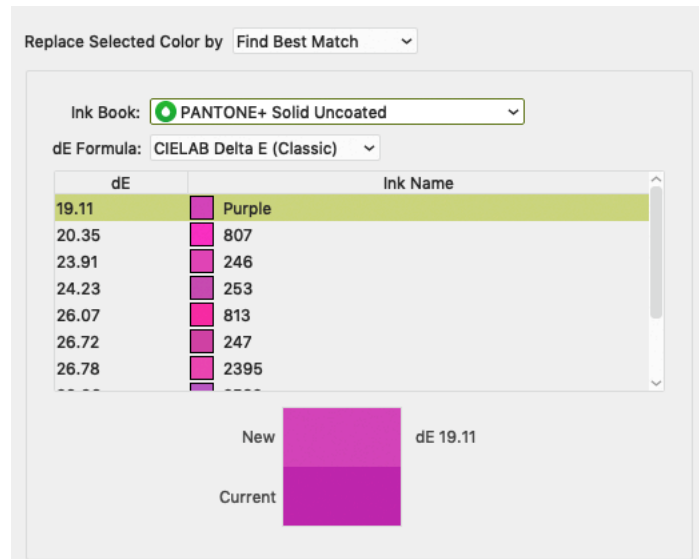 Replace Selected Color by Find Best Match
Ink Book: PANTONE+ Solid Uncoated
dE Formula: CIELAB Delta E (Classic)
dE Ink Name
19.11 Purple
20.35 807
23.91 246
24.23 253
26.07 813
26.72 247
26.78 2395
New dE 19.11
Current